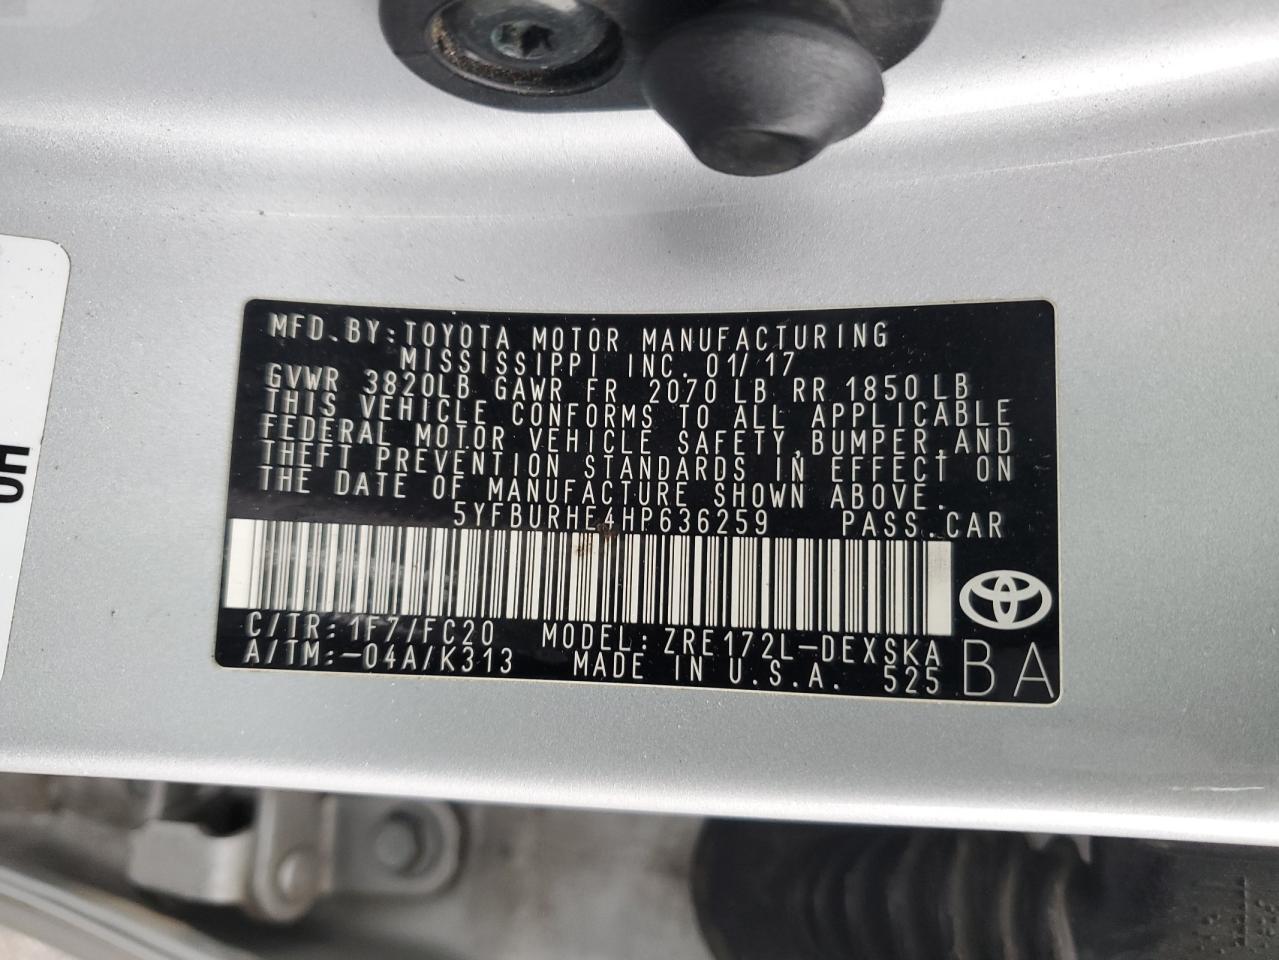 MFD.BY:TOYOTA MOTOR MANUFACTURING
MISSISSIPPI INC. 01/17
GVWR 3820LB GAWR FR 2070 LB RR 1850 LB
THIS VEHICLE CONFORMS TO ALL APPLICABLE
FEDERAL MOTOR VEHICLE SAFETY,BUMPER,AND
THEFT PREVENTION STANDARDS IN EFFECT ON
THE DATE OF MANUFACTURE SHOWN ABOVE.
5YFBURHE4HP636259 PASS.CAR
C/TR:1F7/FC20 MODEL:ZRE172L-DEXSKA
A/TM:-04A/K313 MADE IN U.S.A. 525 BA